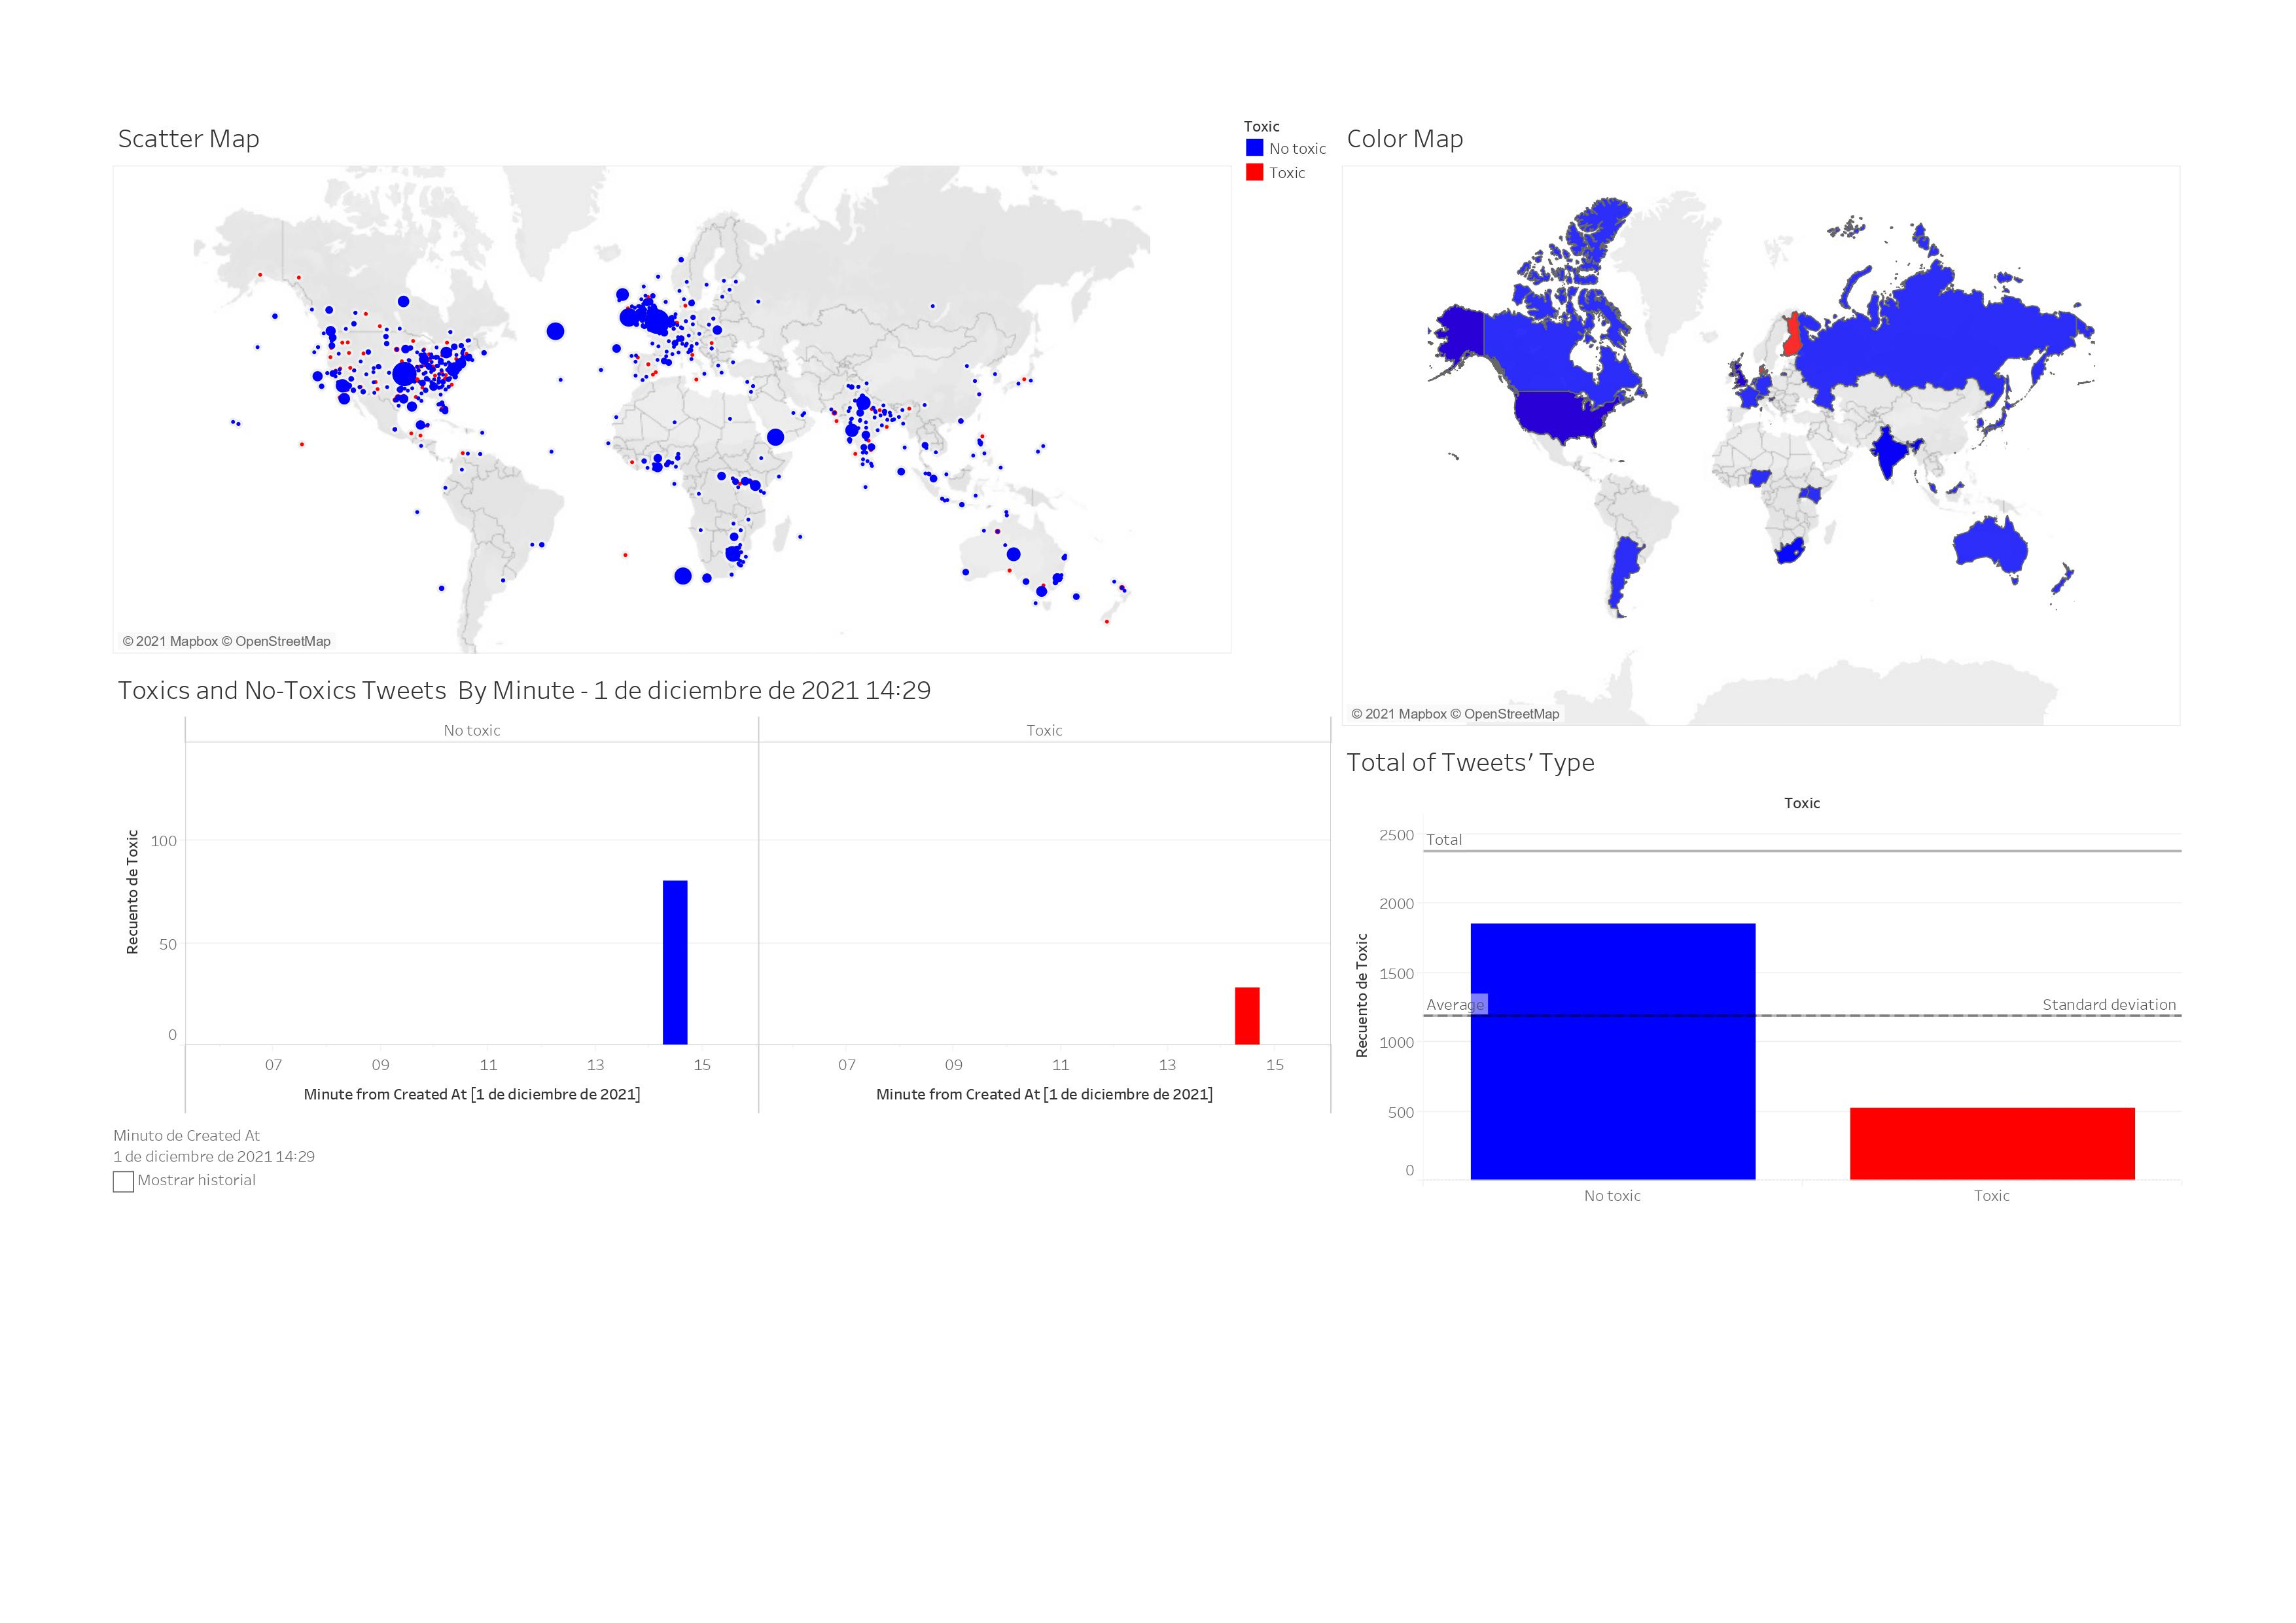 Scatter Map
© 2021 Mapbox © OpenStreetMap
Toxic
No toxic
Toxic
Color Map
© 2021 Mapbox © OpenStreetMap
Toxics and No-Toxics Tweets  By Minute - 1 de diciembre de 2021 14:29
No toxic
Toxic
Recuento de Toxic
100
50
0
07 09 11 13 15
07 09 11 13 15
Minute from Created At [1 de diciembre de 2021]
Minute from Created At [1 de diciembre de 2021]
Minuto de Created At
1 de diciembre de 2021 14:29
Mostrar historial
Total of Tweets’ Type
Toxic
Recuento de Toxic
2500
2000
1500
1000
500
0
Total
Average
Standard deviation
No toxic
Toxic